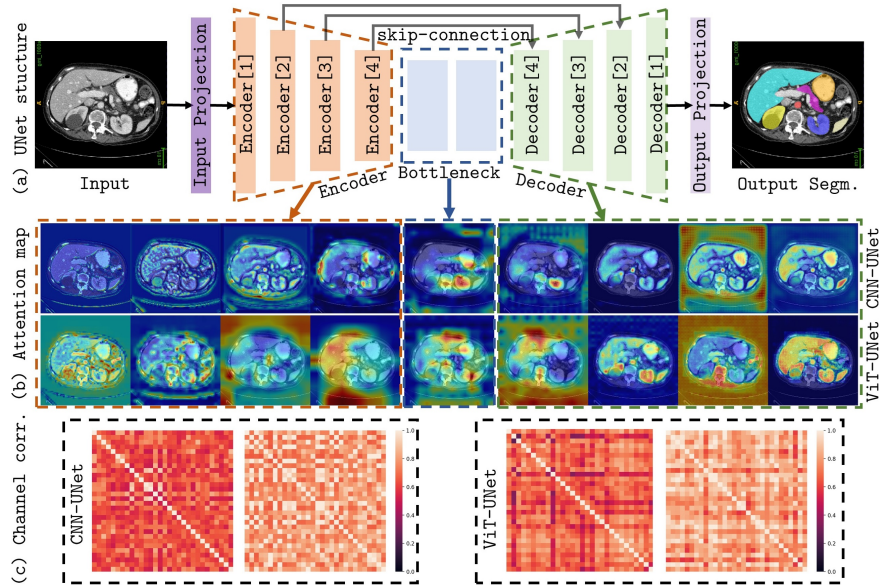 (a) UNet stucture
Input
Input Projection
Encoder[1]
Encoder[2]
Encoder[3]
Encoder[4]
Encoder
skip-connection
Bottleneck
Decoder[4]
Decoder[3]
Decoder[2]
Decoder[1]
Decoder
Output Projection
Output Segm.
(b) Attention map
CNN-UNet
ViT-UNet
(c) Channel corr.
CNN-UNet
1.0
0.8
0.6
0.4
0.2
0.0
ViT-UNet
1.0
0.8
0.6
0.4
0.2
0.0